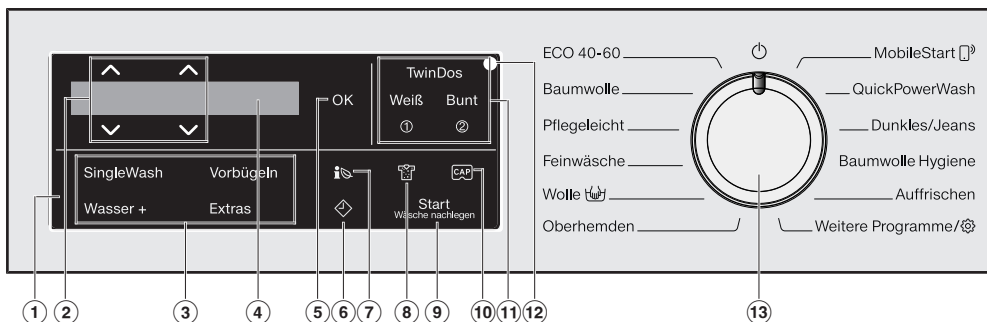 TwinDos
OK
Weiß Bunt
① ②
SingleWash Vorbügeln
CAP
Wasser + Extras
Start
Wäsche nachlegen
ECO 40-60
Baumwolle
Pflegeleicht
Feinwäsche
Wolle
Oberhemden
MobileStart
QuickPowerWash
Dunkles/Jeans
Baumwolle Hygiene
Auffrischen
Weitere Programme/
① ② ③ ④ ⑤ ⑥ ⑦ ⑧ ⑨ ⑩ ⑪ ⑫ ⑬